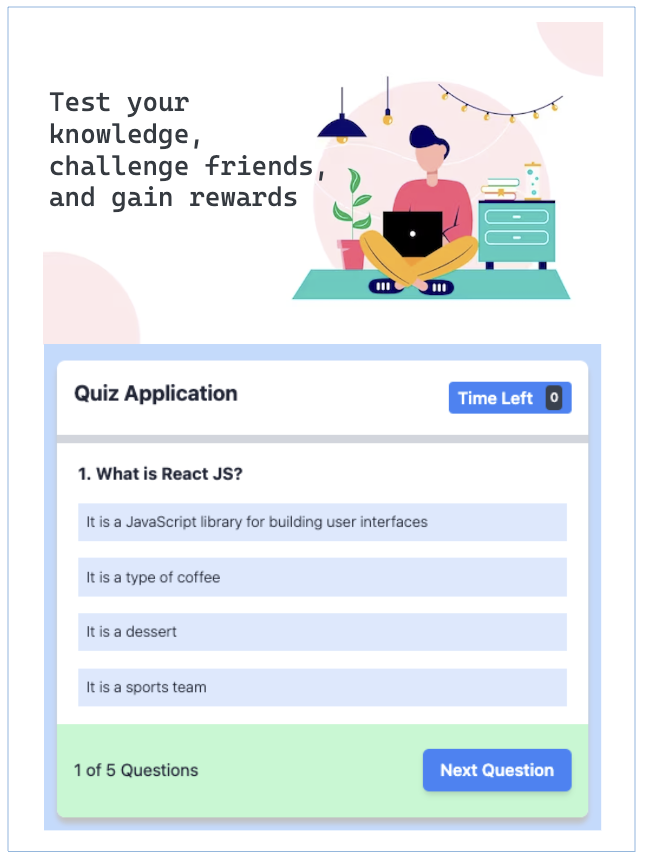 Test your
knowledge,
challenge friends,
and gain rewards
Quiz Application
Time Left 0
1. What is React JS?
It is a JavaScript library for building user interfaces
It is a type of coffee
It is a dessert
It is a sports team
1 of 5 Questions
Next Question